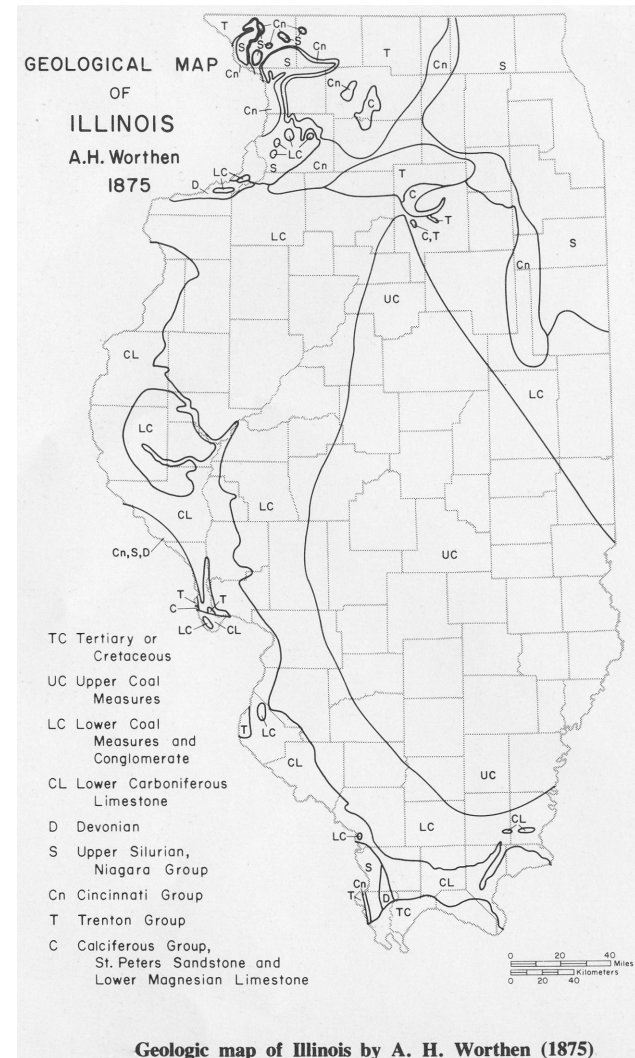 GEOLOGICAL MAP
OF
ILLINOIS
A.H. Worthen
1875
T
Cn
S
S
S
Cn
T
Cn
S
Cn
S
Cn
Cn
C
LC
S
Cn
LC
D
T
C
T
C,T
LC
Cn
S
UC
CL
LC
LC
CL
LC
Cn,S,D
UC
T
T
C
LC
CL
TC Tertiary or
Cretaceous
UC Upper Coal
Measures
LC Lower Coal
Measures and
Conglomerate
CL Lower Carboniferous
Limestone
D Devonian
S Upper Silurian,
Niagara Group
Cn Cincinnati Group
T Trenton Group
C Calciferous Group,
St. Peters Sandstone and
Lower Magnesian Limestone
T
LC
CL
UC
LC
CL
LC
S
Cn
T
D
CL
TC
0 20 40
Miles
Kilometers
0 20 40
Geologic map of Illinois by A. H. Worthen (1875)